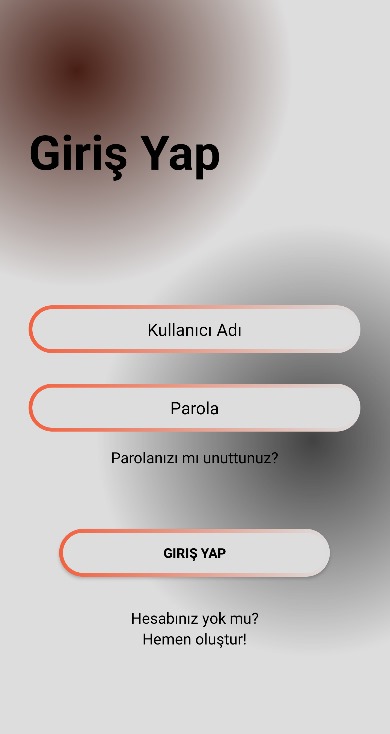 Giriş Yap
Kullanıcı Adı
Parola
Parolanızı mı unuttunuz?
GIRIŞ YAP
Hesabınız yok mu?
Hemen oluştur!